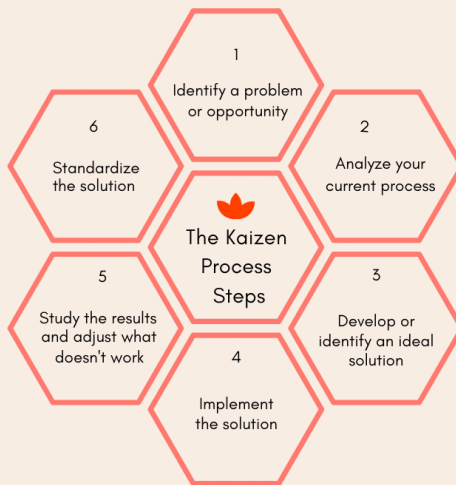 The Kaizen
Process
Steps
1
Identify a problem
or opportunity
2
Analyze your
current process
3
Develop or
identify an ideal
solution
4
Implement
the solution
5
Study the results
and adjust what
doesn't work
6
Standardize
the solution